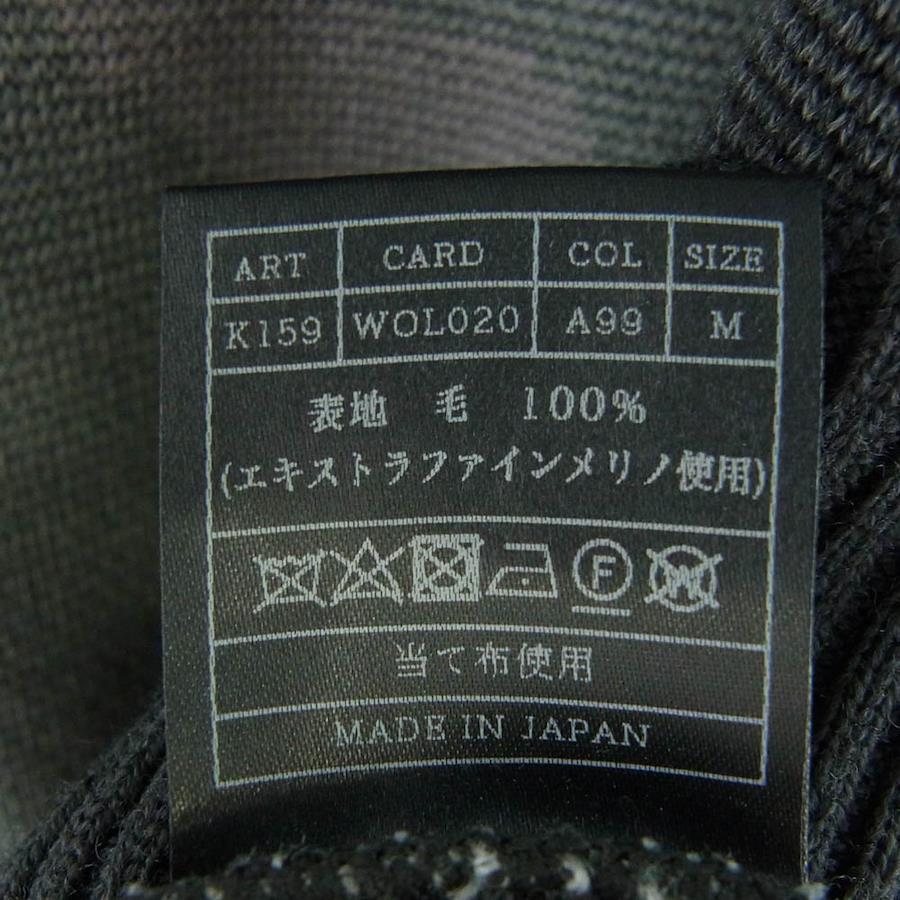 ART CARD COL SIZE
K159 WOL020 A99 M
表地 毛 100%
(エキストラファインメリノ使用)
F W
当て布使用
MADE IN JAPAN